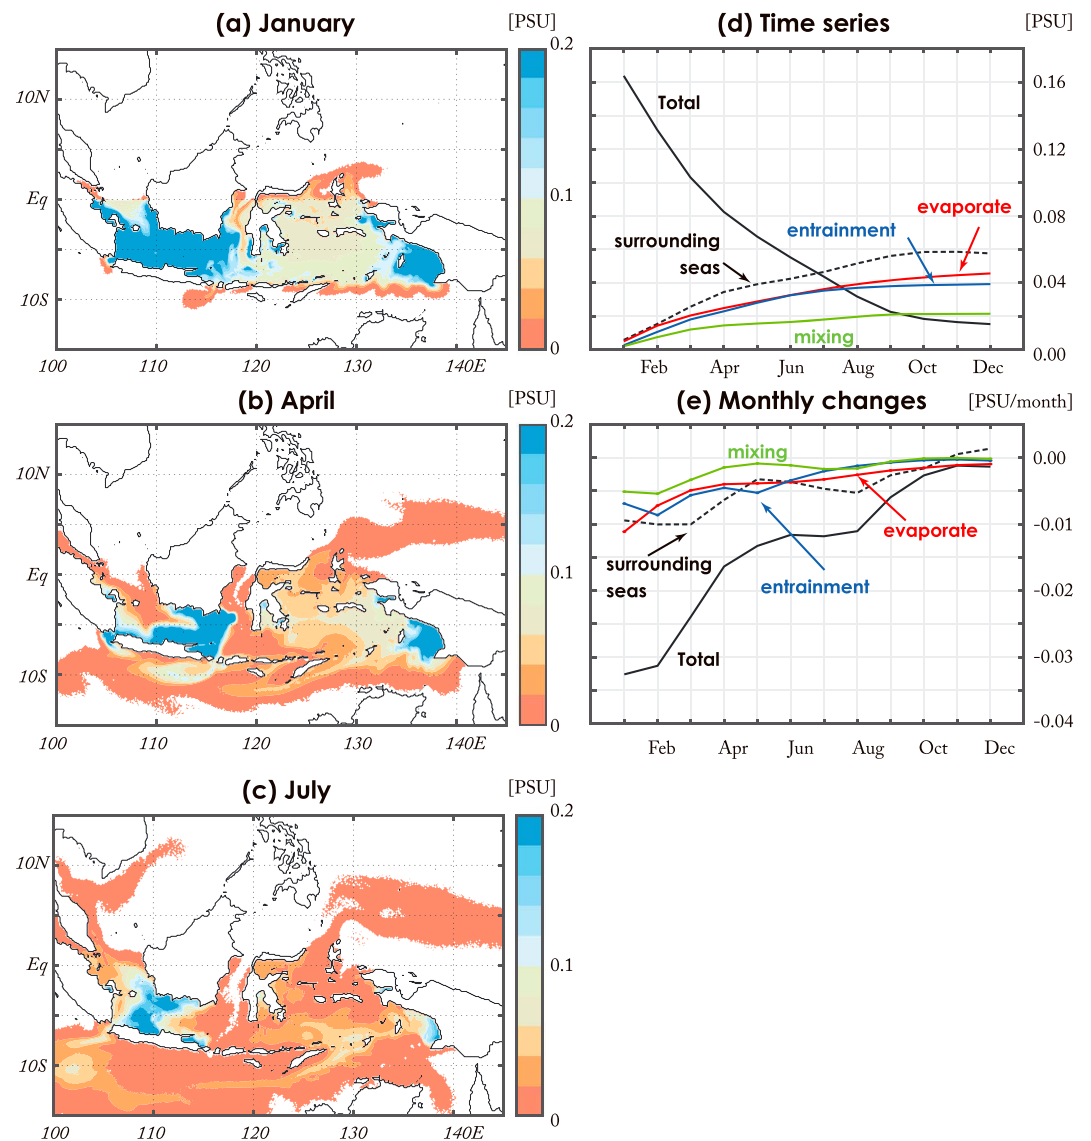 (a) January
[PSU]
0.2
10N
Eq
0.1
10S
0
100
110
120
130
140E
(b) April
[PSU]
0.2
10N
Eq
0.1
10S
0
100
110
120
130
140E
(c) July
[PSU]
0.2
10N
Eq
0.1
10S
0
100
110
120
130
140E
(d) Time series
[PSU]
0.16
Total
0.12
evaporate
0.08
entrainment
surrounding
seas
0.04
mixing
0.00
Feb
Apr
Jun
Aug
Oct
Dec
(e) Monthly changes
[PSU/month]
mixing
0.00
evaporate
-0.01
surrounding
seas
entrainment
-0.02
Total
-0.03
-0.04
Feb
Apr
Jun
Aug
Oct
Dec